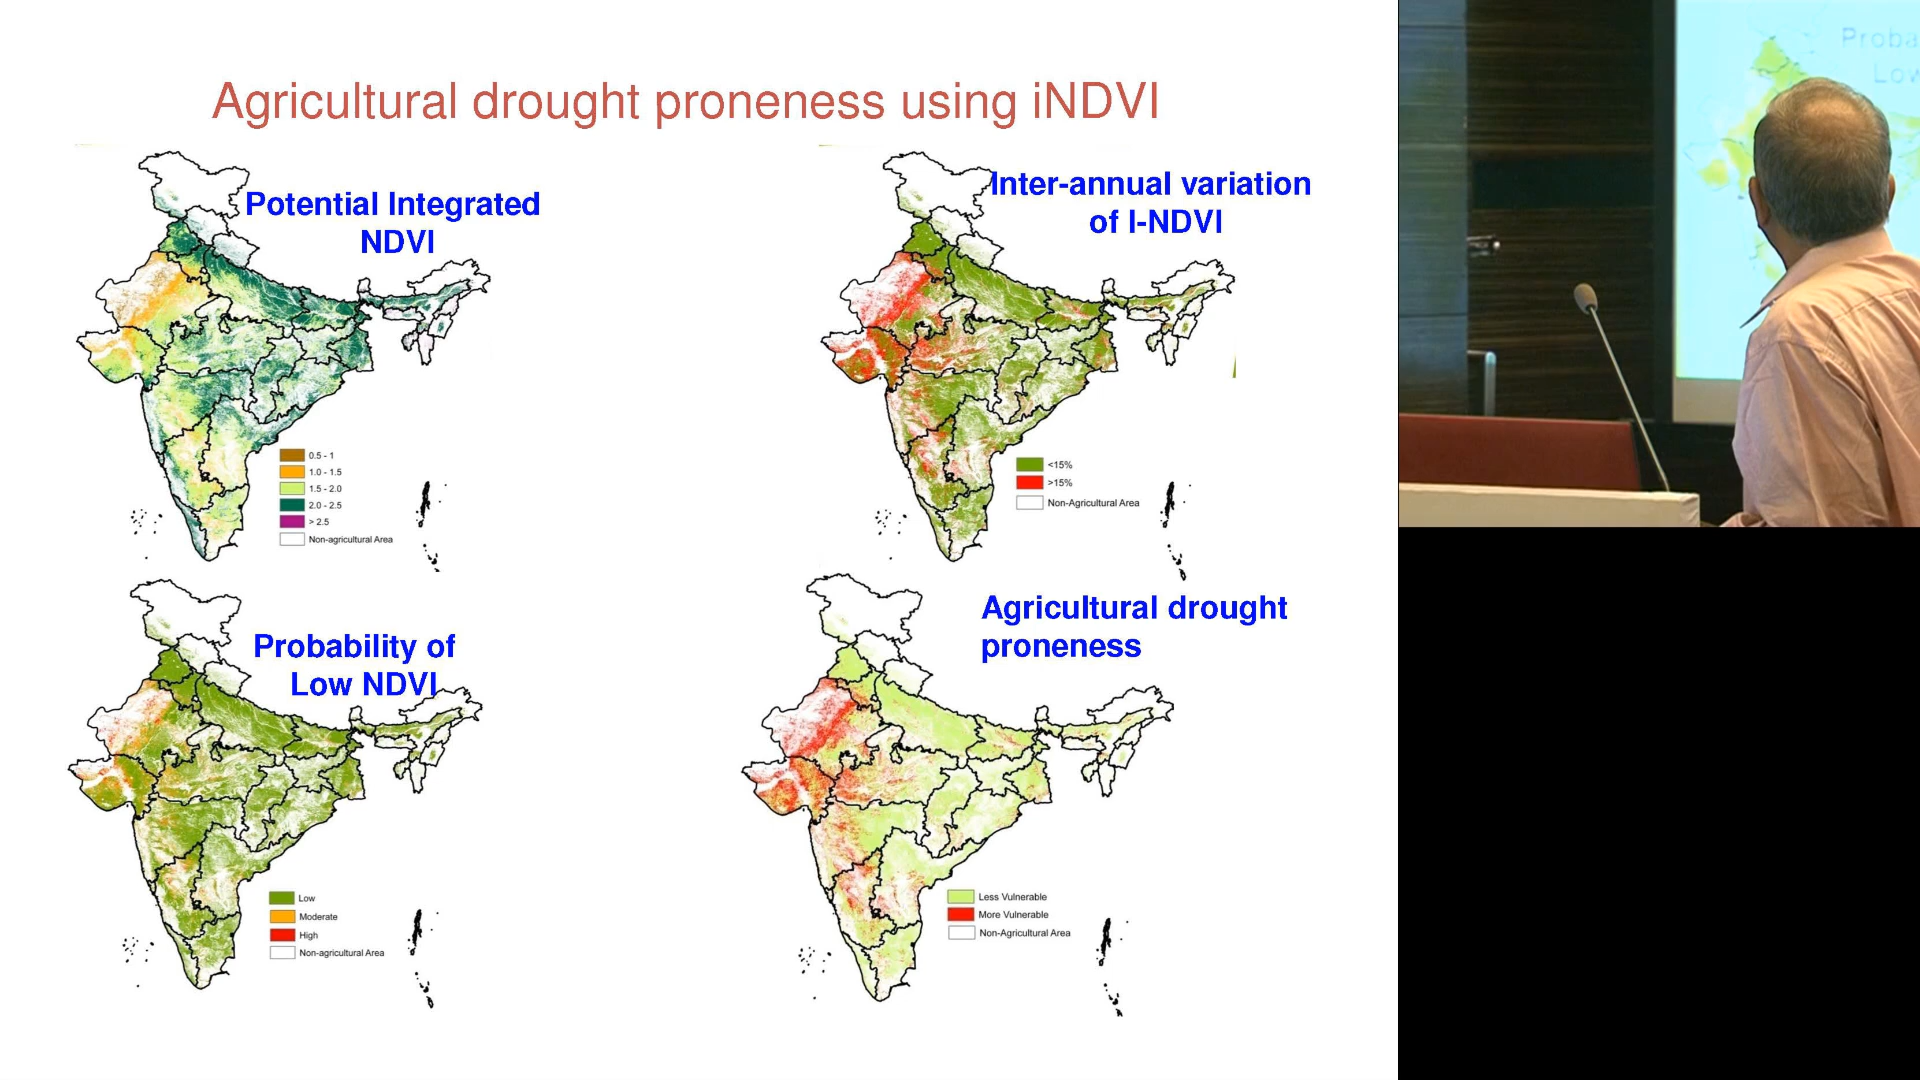 Agricultural drought proneness using iNDVI
Potential Integrated
NDVI
0.5 - 1
1.0 - 1.5
1.5 - 2.0
2.0 - 2.5
> 2.5
Non-agricultural Area
Inter-annual variation
of I-NDVI
<15%
>15%
Non-Agricultural Area
Probability of
Low NDVI
Low
Moderate
High
Non-agricultural Area
Agricultural drought
proneness
Less Vulnerable
More Vulnerable
Non-Agricultural Area
Proba
Low